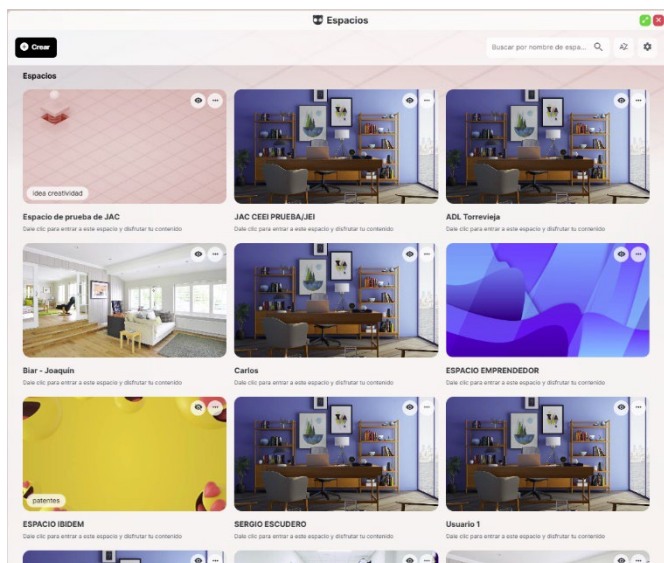 Espacios
Crear
Buscar por nombre de espa...
AZ
Espacios
idea creatividad
Espacio de prueba de JAC
Dale clic para entrar a este espacio y disfrutar tu contenido
JAC CEEI PRUEBA/JEI
Dale clic para entrar a este espacio y disfrutar tu contenido
ADL Torrevieja
Dale clic para entrar a este espacio y disfrutar tu contenido
Biar - Joaquín
Dale clic para entrar a este espacio y disfrutar tu contenido
Carlos
Dale clic para entrar a este espacio y disfrutar tu contenido
ESPACIO EMPRENDEDOR
Dale clic para entrar a este espacio y disfrutar tu contenido
patentes
ESPACIO IBIDEM
Dale clic para entrar a este espacio y disfrutar tu contenido
SERGIO ESCUDERO
Dale clic para entrar a este espacio y disfrutar tu contenido
Usuario 1
Dale clic para entrar a este espacio y disfrutar tu contenido